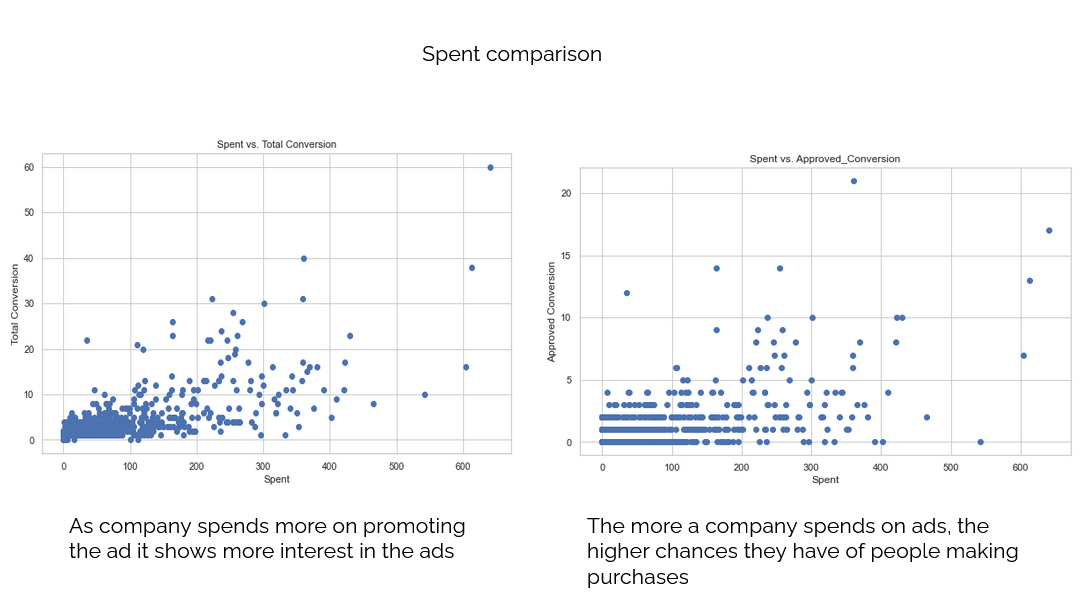 Spent comparison
Spent vs. Total Conversion
60
50
40
30
20
10
0
Total Conversion
0 100 200 300 400 500 600
Spent
Spent vs. Approved_Conversion
20
15
10
5
0
Approved Conversion
0 100 200 300 400 500 600
Spent
As company spends more on promoting
the ad it shows more interest in the ads
The more a company spends on ads, the
higher chances they have of people making
purchases